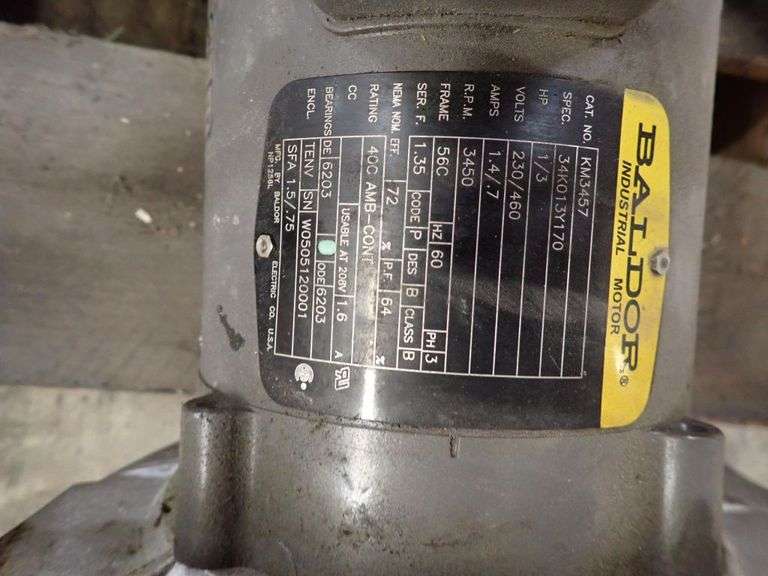 BALDOR®
INDUSTRIAL MOTOR
CAT. NO. KM3457
SPEC. 34K013Y170
HP 1/3
VOLTS 230/460
AMPS 1.4/.7
R.P.M. 3450
FRAME 56C HZ 60 PH 3
SER. F. 1.35 CODE P DES B CLASS B
NEMA NOM. EFF. 72 % P.F. 64 %
RATING 40C AMB-CONT
CC USABLE AT 208V 1.6 A
BEARINGS DE 6203 ODE 6203
ENCL. TENV SN W0505120001
SFA 1.5/.75
MFG. BY BALDOR ELECTRIC CO. U.S.A.
NP1256L